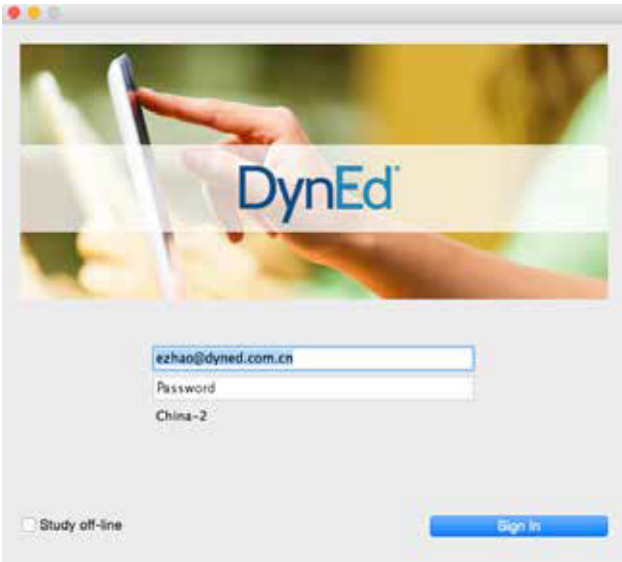 DynEd
ezhao@dyned.com.cn
Password
China-2
Study off-line
Sign In